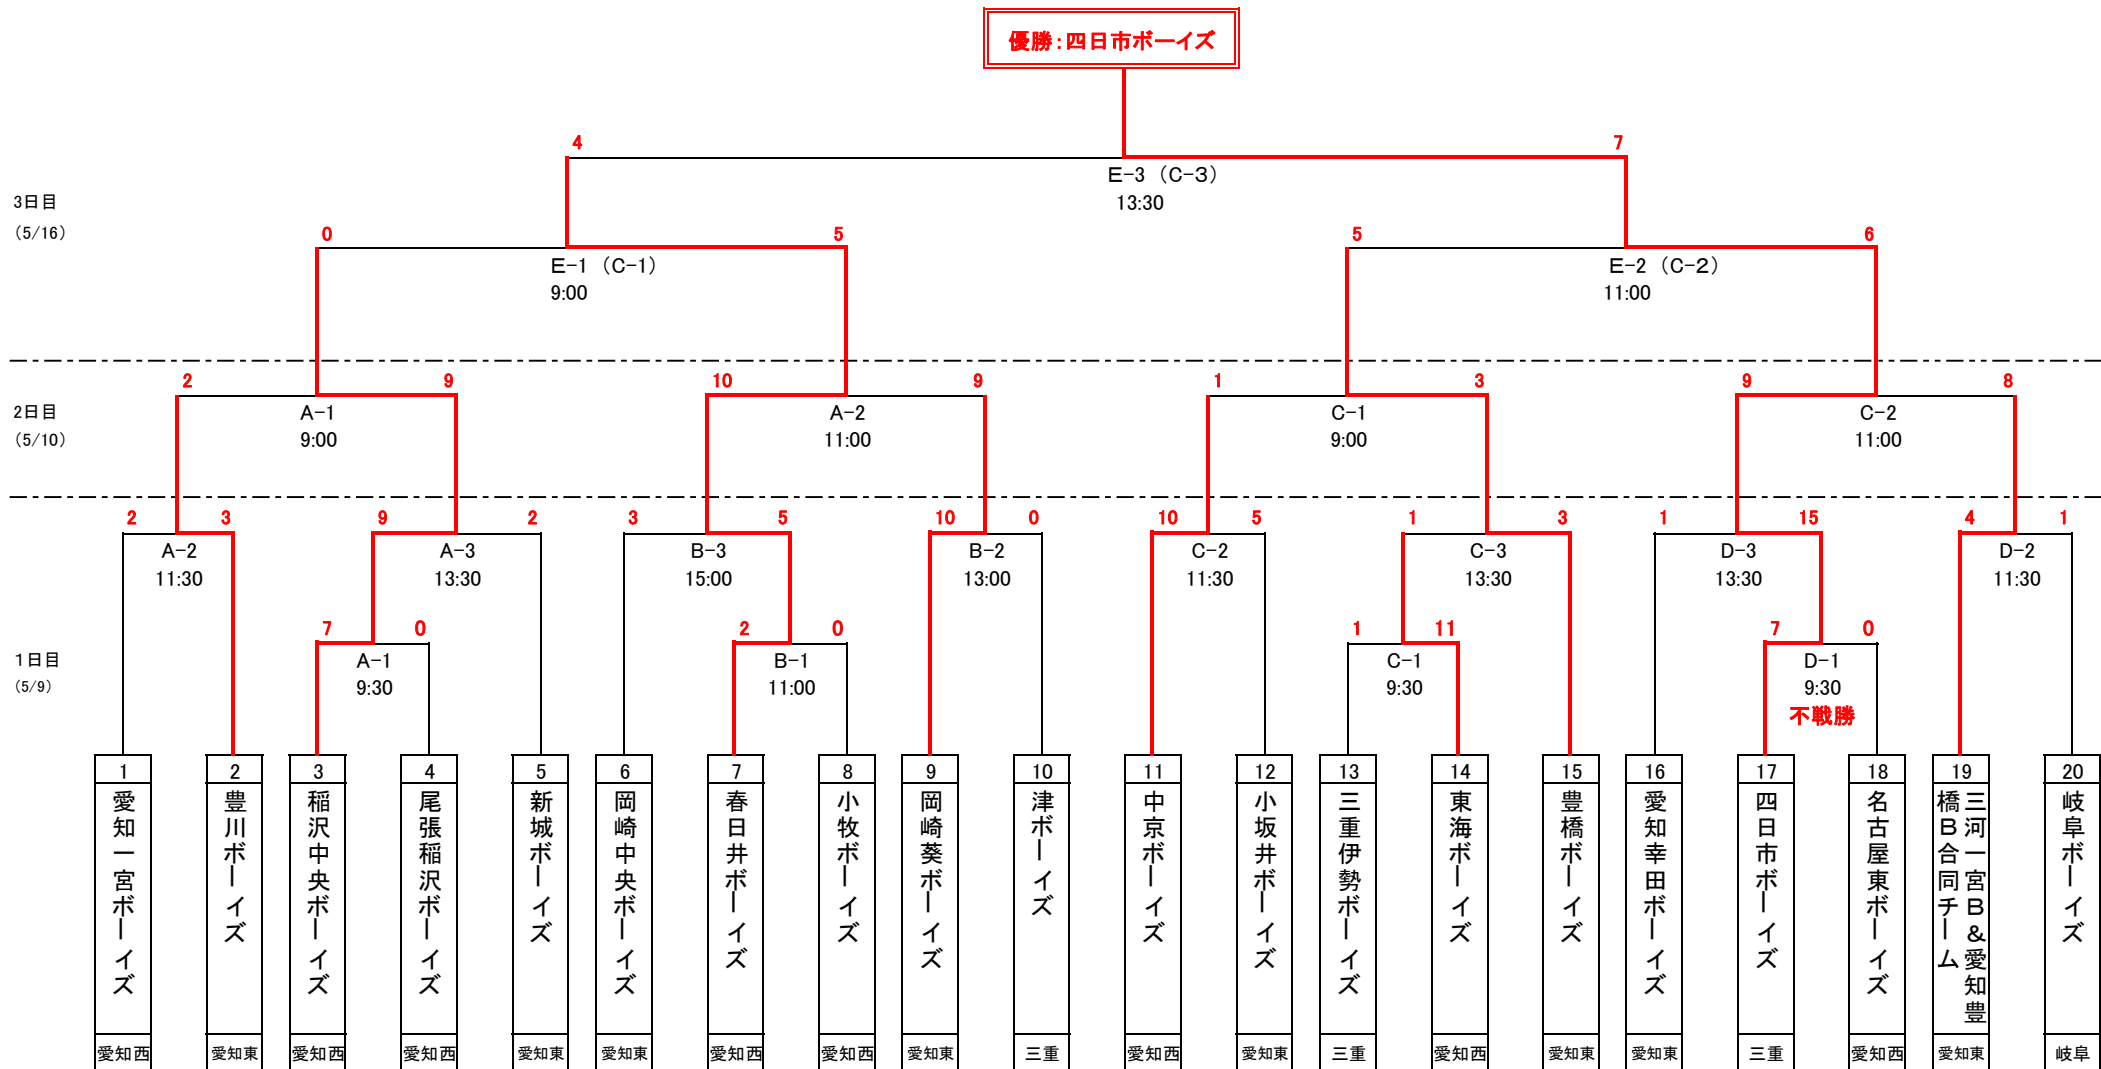 優勝：四日市ボーイズ
4 7
E-3（C-3）
13:30
3日目
（5/16）
0 5 5 6
E-1（C-1） E-2（C-2）
9:00 11:00
2 9 10 9 1 3 9 8
A-1 A-2 C-1 C-2
9:00 11:00 9:00 11:00
2日目
（5/10）
2 3 9 2 3 5 10 0 10 5 1 3 1 15 4 1
A-2 A-3 B-3 B-2 C-2 C-3 D-3 D-2
11:30 13:30 15:00 13:00 11:30 13:30 13:30 11:30
7 0 2 0 1 11 7 0
A-1 B-1 C-1 D-1
9:30 11:00 9:30 9:30
不戦勝
1日目
（5/9）
1 2 3 4 5 6 7 8 9 10 11 12 13 14 15 16 17 18 19 20
愛知一宮ボーイズ
豊川ボーイズ
稲沢中央ボーイズ
尾張稲沢ボーイズ
新城ボーイズ
岡崎中央ボーイズ
春日井ボーイズ
小牧ボーイズ
岡崎葵ボーイズ
津ボーイズ
中京ボーイズ
小坂井ボーイズ
三重伊勢ボーイズ
東海ボーイズ
豊橋ボーイズ
愛知幸田ボーイズ
四日市ボーイズ
名古屋東ボーイズ
三河一宮B＆愛知豊
橋B合同チーム
岐阜ボーイズ
愛知西 愛知東 愛知西 愛知西 愛知東 愛知東 愛知西 愛知西 愛知東 三重 愛知西 愛知東 三重 愛知西 愛知東 愛知東 三重 愛知西 愛知東 岐阜